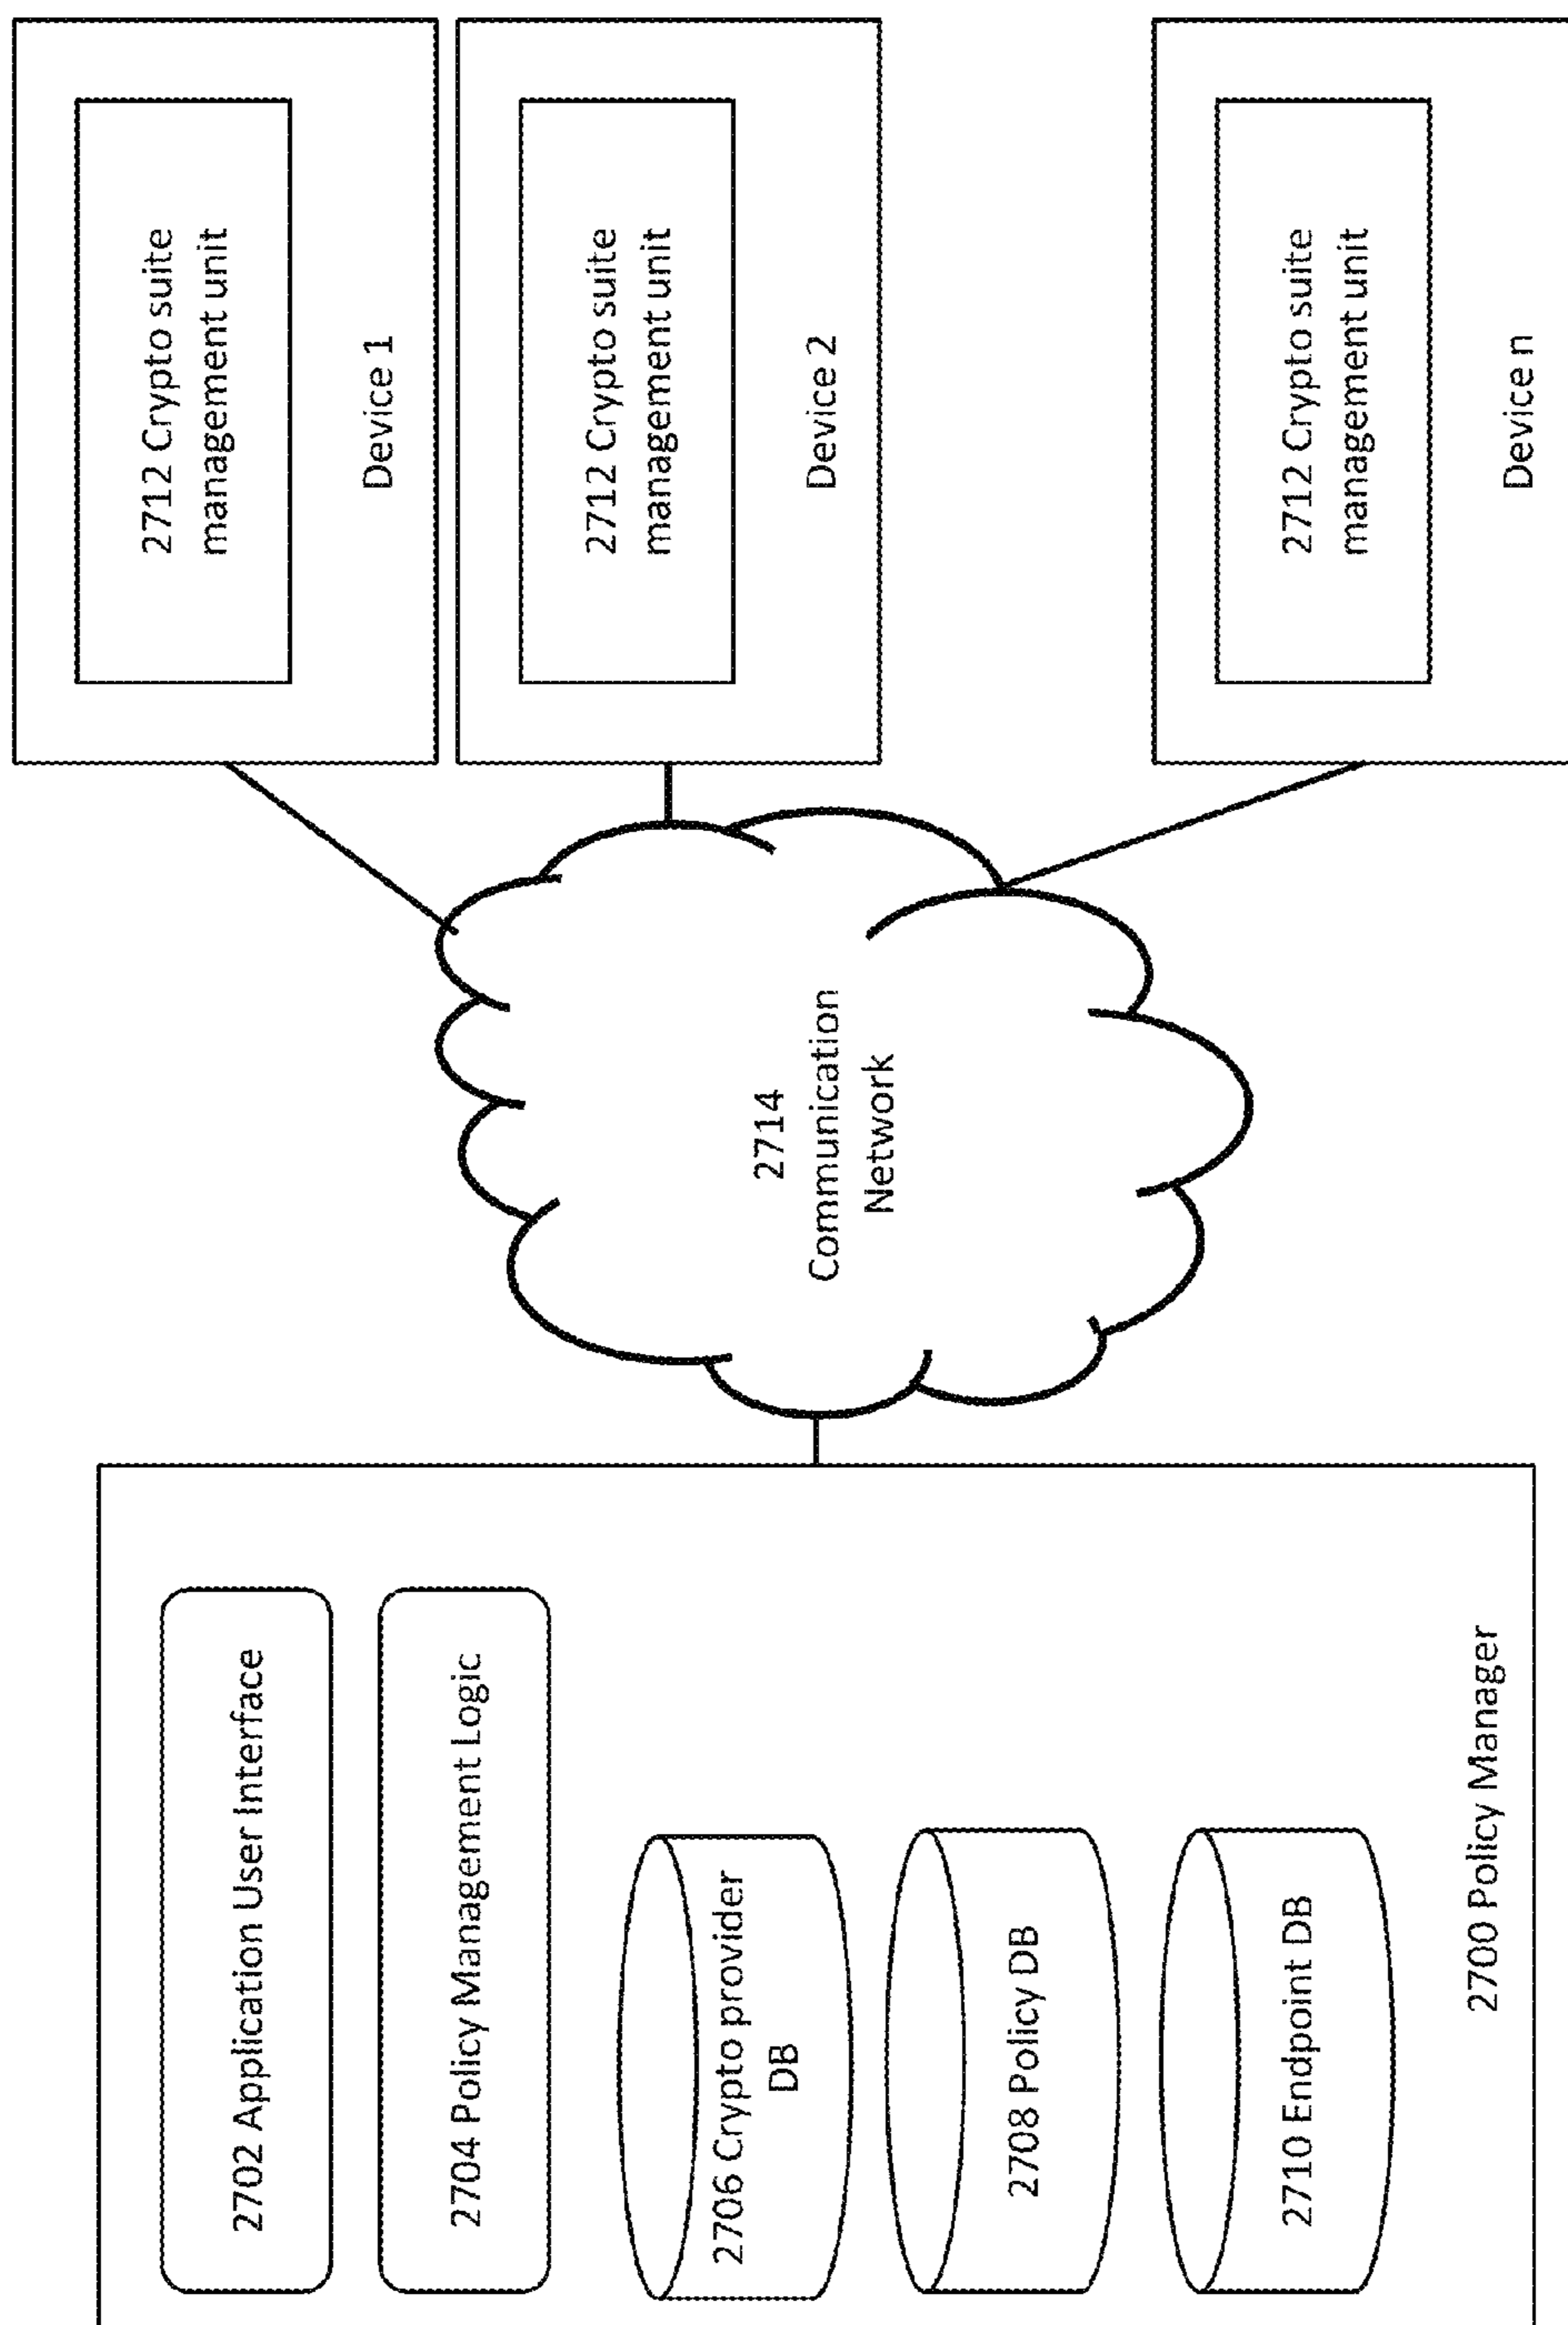 2702 Application User Interface
2704 Policy Management Logic
2706 Crypto provider
DB
2708 Policy DB
2710 Endpoint DB
2700 Policy Manager
2714
Communication
Network
2712 Crypto suite
management unit
Device 1
2712 Crypto suite
management unit
Device 2
2712 Crypto suite
management unit
Device n